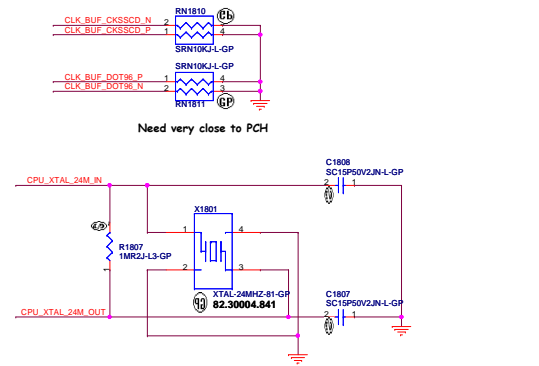 RN1810
CLK_BUF_CKSSCD_N 2 3
CLK_BUF_CKSSCD_P 1 4
SRN10KJ-L-GP
SRN10KJ-L-GP
CLK_BUF_DOT96_P 1 4
CLK_BUF_DOT96_N 2 3
RN1811 GP
Need very close to PCH
C1808
SC15P50V2JN-L-GP
CPU_XTAL_24M_IN 2 1
X1801
1 4
R1807
1MR2J-L3-GP
2 3
1
XTAL-24MHZ-81-GP
82.30004.841
C1807
SC15P50V2JN-L-GP
CPU_XTAL_24M_OUT 2 1